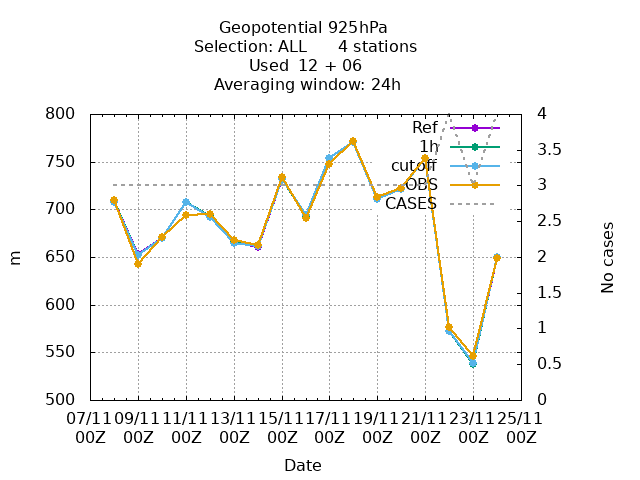 Geopotential 925hPa
Selection: ALL 4 stations
Used 12 + 06
Averaging window: 24h
800
750
700
650
600
550
500
m
4
3.5
3
2.5
2
1.5
1
0.5
0
No cases
Ref
1h
cutoff
OBS
CASES
07/11 09/11 11/11 13/11 15/11 17/11 19/11 21/11 23/11 25/11
00Z 00Z 00Z 00Z 00Z 00Z 00Z 00Z 00Z 00Z
Date